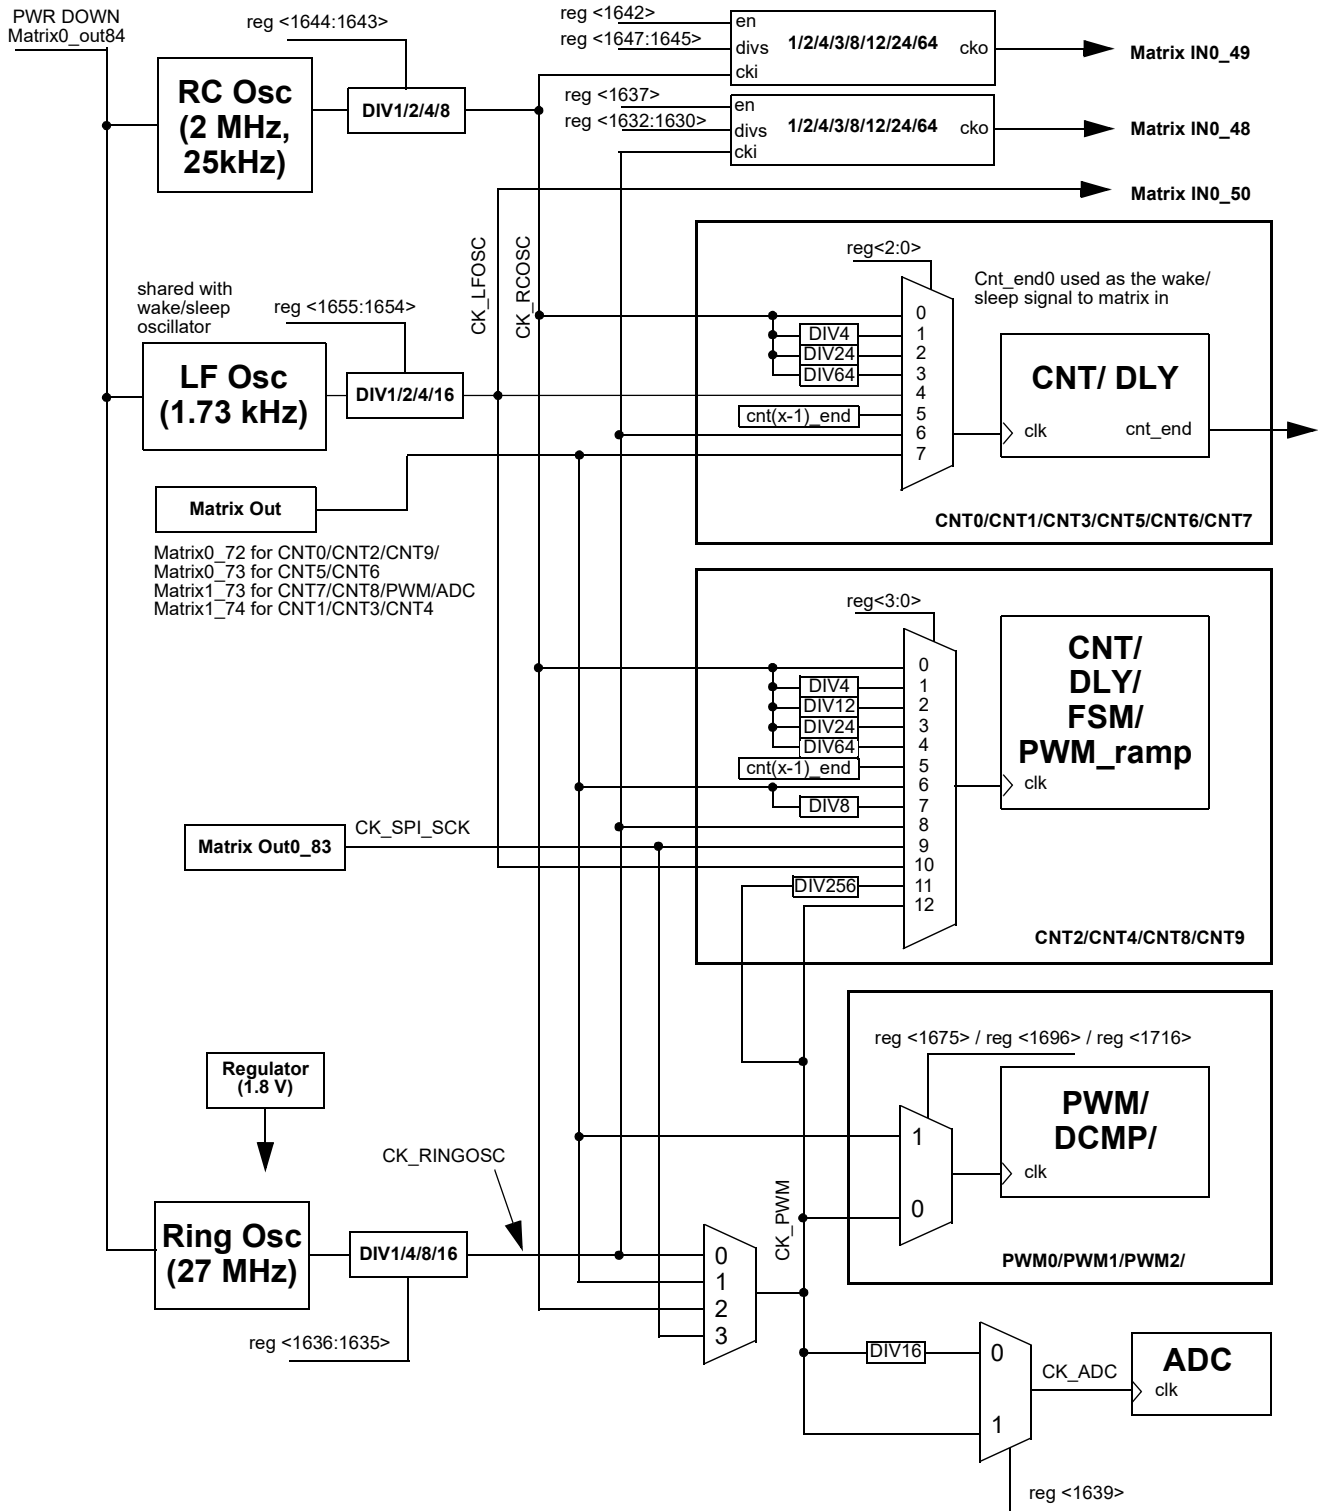 PWR DOWN
Matrix0_out84
reg <1644:1643>
RC Osc
(2 MHz,
25kHz)
DIV1/2/4/8
reg <1642>
reg <1647:1645>
en
divs
cki
1/2/4/3/8/12/24/64
cko
Matrix IN0_49
reg <1637>
reg <1632:1630>
en
divs
cki
1/2/4/3/8/12/24/64
cko
Matrix IN0_48
Matrix IN0_50
CK_LFOSC
CK_RCOSC
shared with
wake/sleep
oscillator
reg <1655:1654>
LF Osc
(1.73 kHz)
DIV1/2/4/16
reg<2:0>
Cnt_end0 used as the wake/
sleep signal to matrix in
0
DIV4 1
DIV24 2
DIV64 3
4
cnt(x-1)_end 5
6
7
CNT/ DLY
clk
cnt_end
CNT0/CNT1/CNT3/CNT5/CNT6/CNT7
Matrix Out
Matrix0_72 for CNT0/CNT2/CNT9/
Matrix0_73 for CNT5/CNT6
Matrix1_73 for CNT7/CNT8/PWM/ADC
Matrix1_74 for CNT1/CNT3/CNT4
reg<3:0>
0
DIV4 1
DIV12 2
DIV24 3
DIV64 4
cnt(x-1)_end 5
6
DIV8 7
8
9
10
DIV256 11
12
CNT/
DLY/
FSM/
PWM_ramp
clk
CNT2/CNT4/CNT8/CNT9
Matrix Out0_83
CK_SPI_SCK
reg <1675> / reg <1696> / reg <1716>
1
0
PWM/
DCMP/
clk
PWM0/PWM1/PWM2/
Regulator
(1.8 V)
CK_RINGOSC
CK_PWM
Ring Osc
(27 MHz)
DIV1/4/8/16
reg <1636:1635>
0
1
2
3
DIV16
0
1
CK_ADC
ADC
clk
reg <1639>